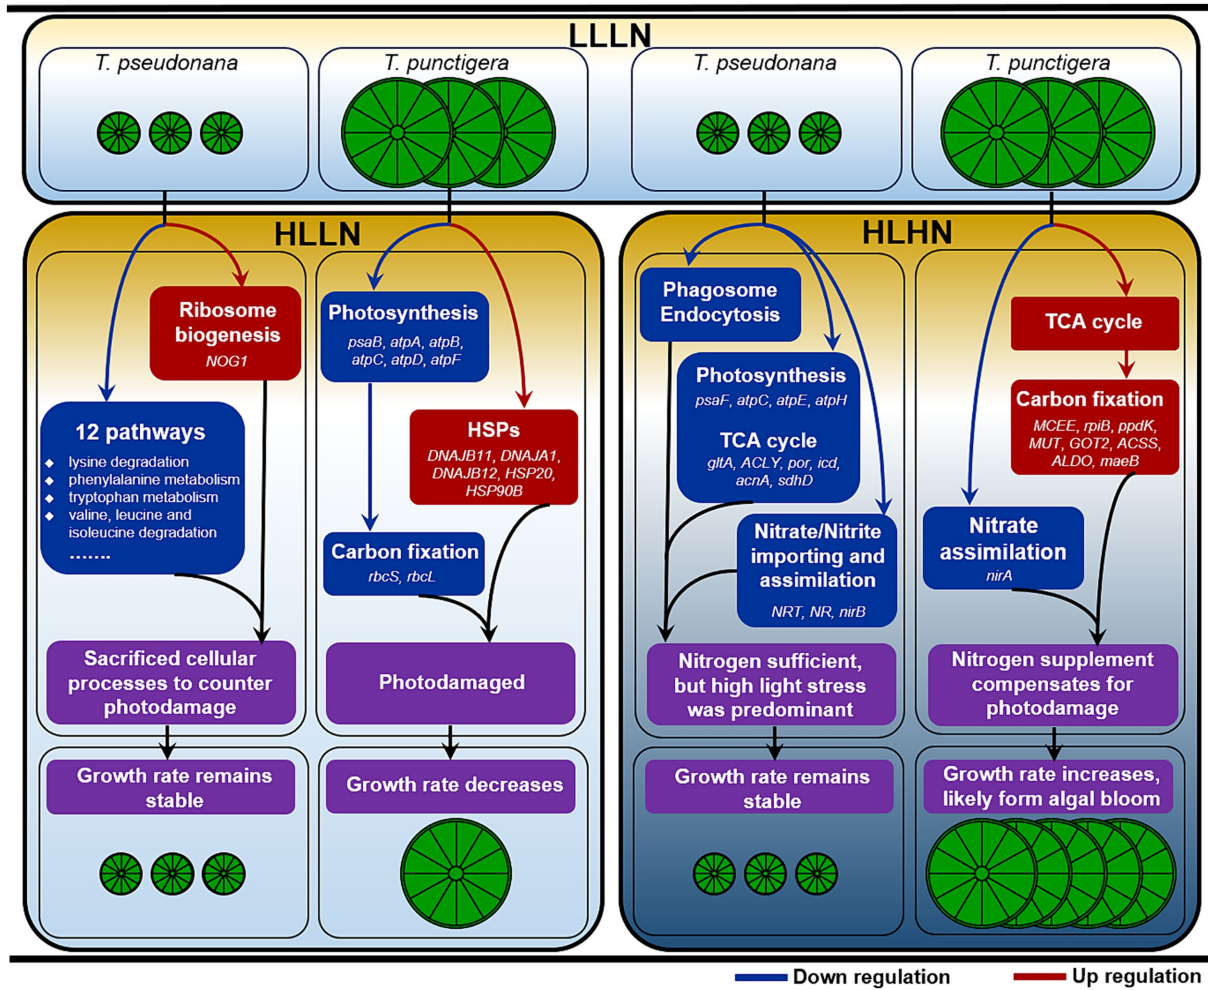 LLLN
T. pseudonana
T. punctigera
T. pseudonana
T. punctigera
HLLN
Ribosome
biogenesis
NOG1
12 pathways
lysine degradation
phenylalanine metabolism
tryptophan metabolism
valine, leucine and
isoleucine degradation
.......
Sacrificed cellular
processes to counter
photodamage
Growth rate remains
stable
Photosynthesis
psaB, atpA, atpB,
atpC, atpD, atpF
HSPs
DNAJB11, DNAJA1,
DNAJB12, HSP20,
HSP90B
Carbon fixation
rbcS, rbcL
Photodamaged
Growth rate decreases
HLHN
Phagosome
Endocytosis
Photosynthesis
psaF, atpC, atpE, atpH
TCA cycle
gltA, ACLY, por, icd,
acnA, sdhD
Nitrate/Nitrite
importing and
assimilation
NRT, NR, nirB
Nitrogen sufficient,
but high light stress
was predominant
Growth rate remains
stable
TCA cycle
Carbon fixation
MCEE, rpiB, ppdK,
MUT, GOT2, ACSS,
ALDO, maeB
Nitrate
assimilation
nirA
Nitrogen supplement
compensates for
photodamage
Growth rate increases,
likely form algal bloom
Down regulation
Up regulation